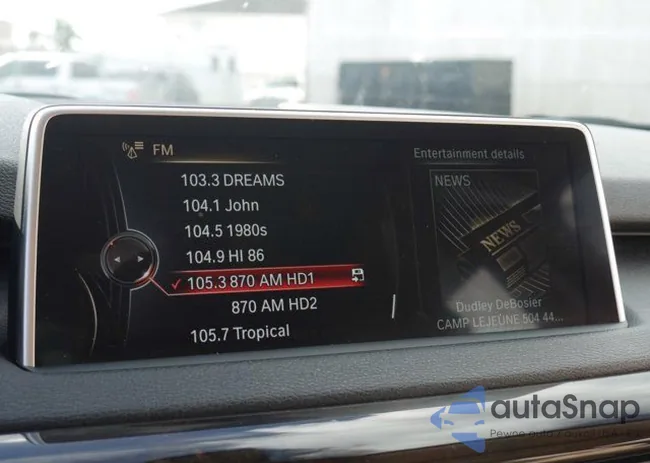 FM
103.3 DREAMS
104.1 John
104.5 1980s
104.9 HI 86
105.3 870 AM HD1
870 AM HD2
105.7 Tropical
Entertainment details
NEWS
NEWS
Dudley DeBosier
CAMP LEJEUNE 504 44...
autaSnap